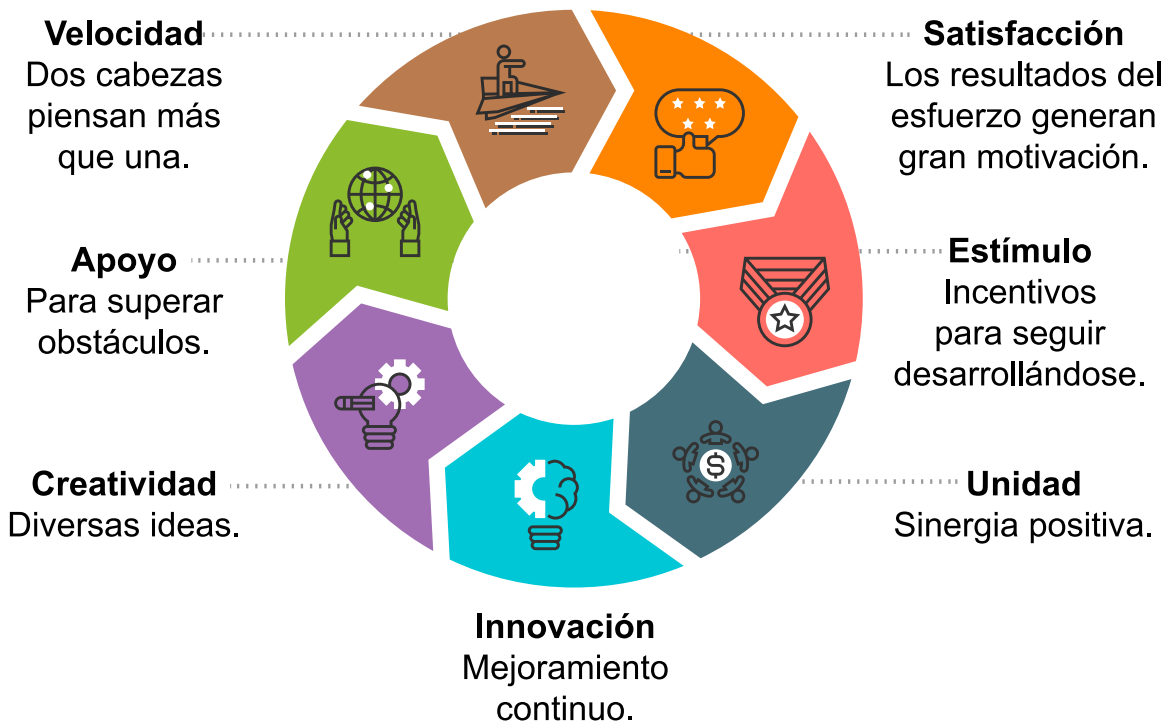 Velocidad
Dos cabezas
piensan más
que una.
Satisfacción
Los resultados del
esfuerzo generan
gran motivación.
Apoyo
Para superar
obstáculos.
Estímulo
Incentivos
para seguir
desarrollándose.
Creatividad
Diversas ideas.
Unidad
Sinergia positiva.
Innovación
Mejoramiento
continuo.
$